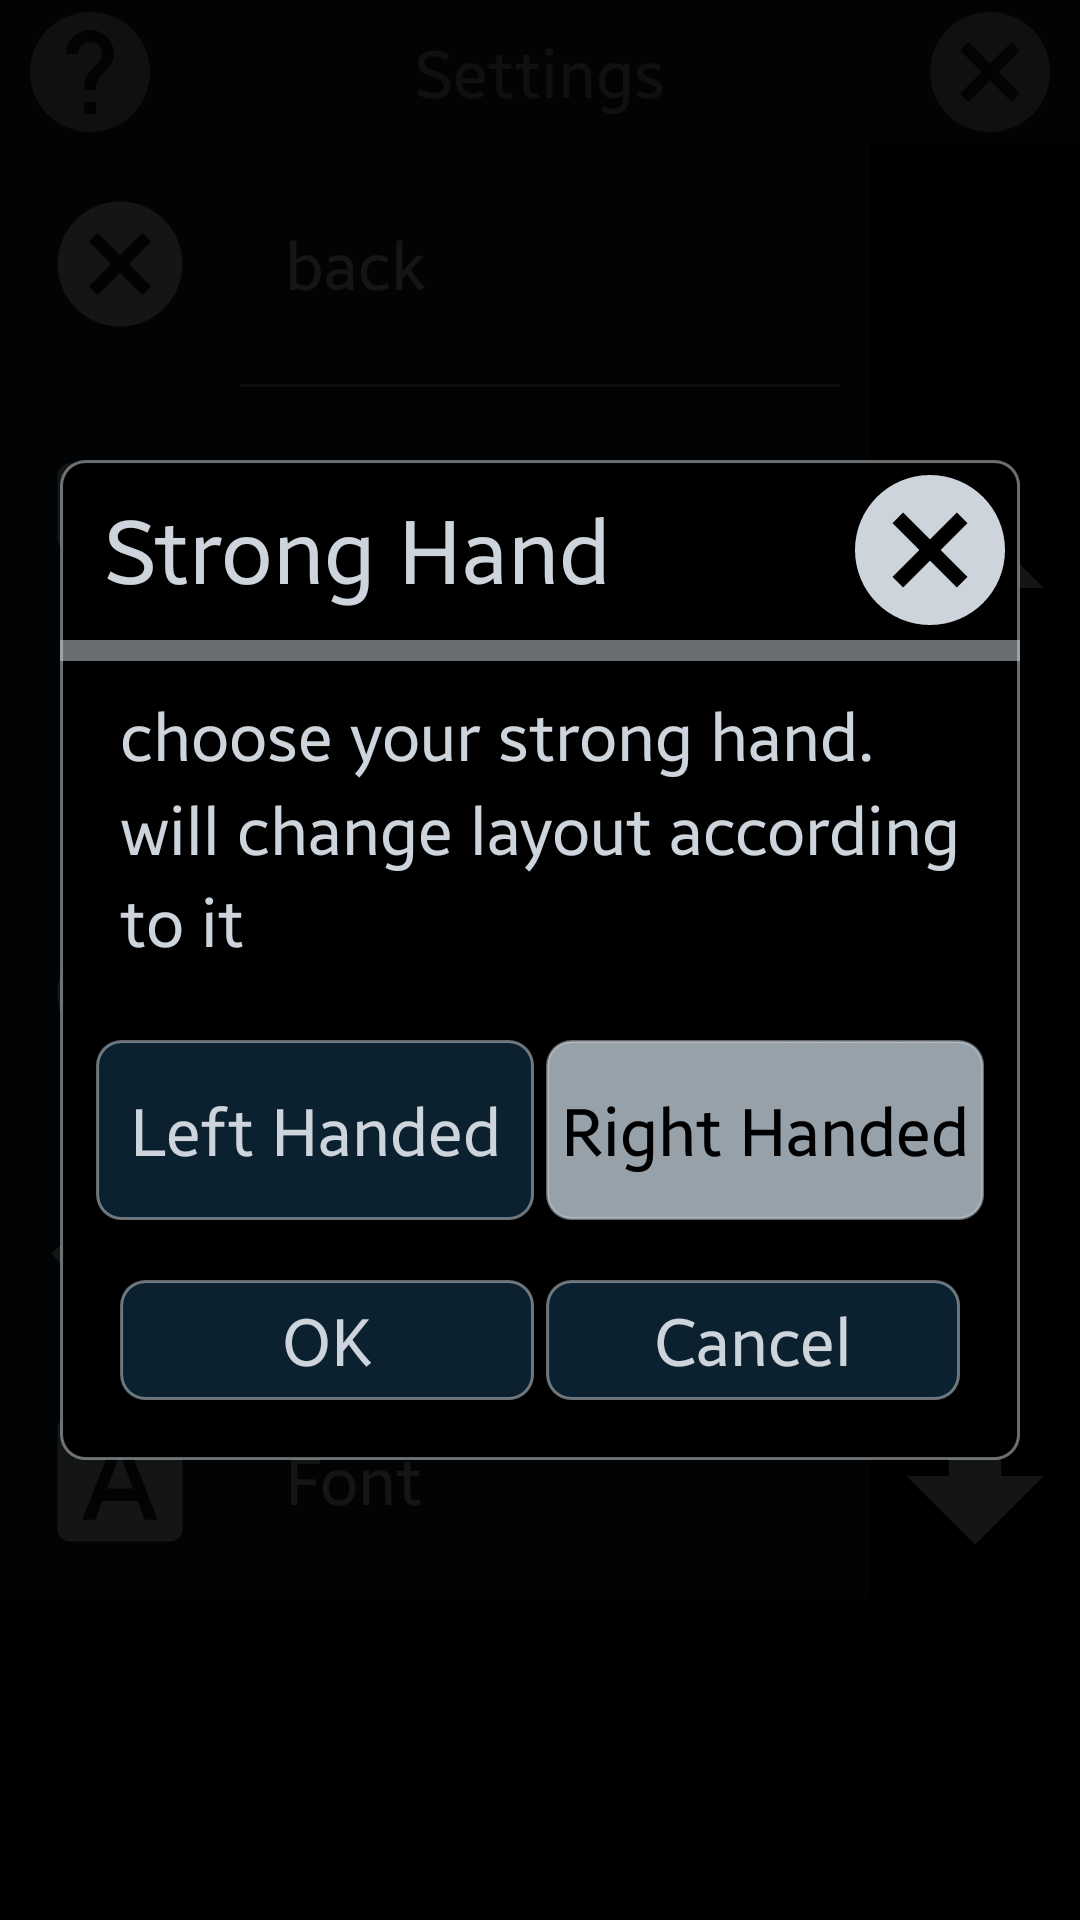 Settings
back
Strong Hand
choose your strong hand.
will change layout according
to it
Left Handed Right Handed
OK Cancel
A Font